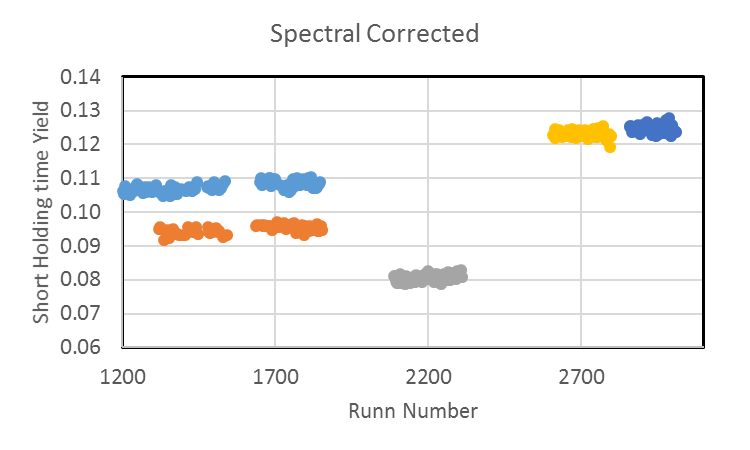 Spectral Corrected
Short Holding time Yield
0.14
0.13
0.12
0.11
0.10
0.09
0.08
0.07
0.06
1200 1700 2200 2700
Runn Number